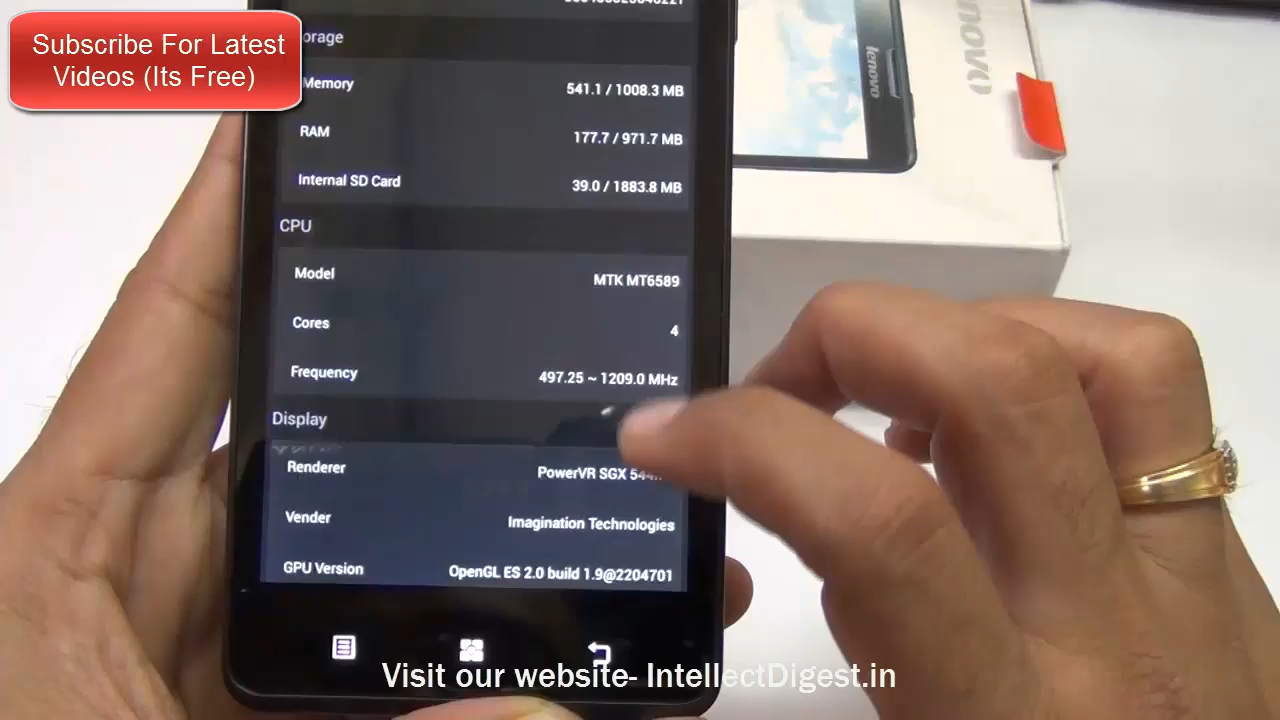 Subscribe For Latest
Videos (Its Free)
Memory 541.1 / 1008.3 MB
RAM 177.7 / 971.7 MB
Internal SD Card 39.0 / 1883.8 MB
CPU
Model MTK MT6589
Cores 4
Frequency 497.25 ~ 1209.0 MHz
Display
Renderer PowerVR SGX
Vender Imagination Technologies
GPU Version OpenGL ES 2.0 build 1.9@2204701
lenovo
Visit our website- IntellectDigest.in